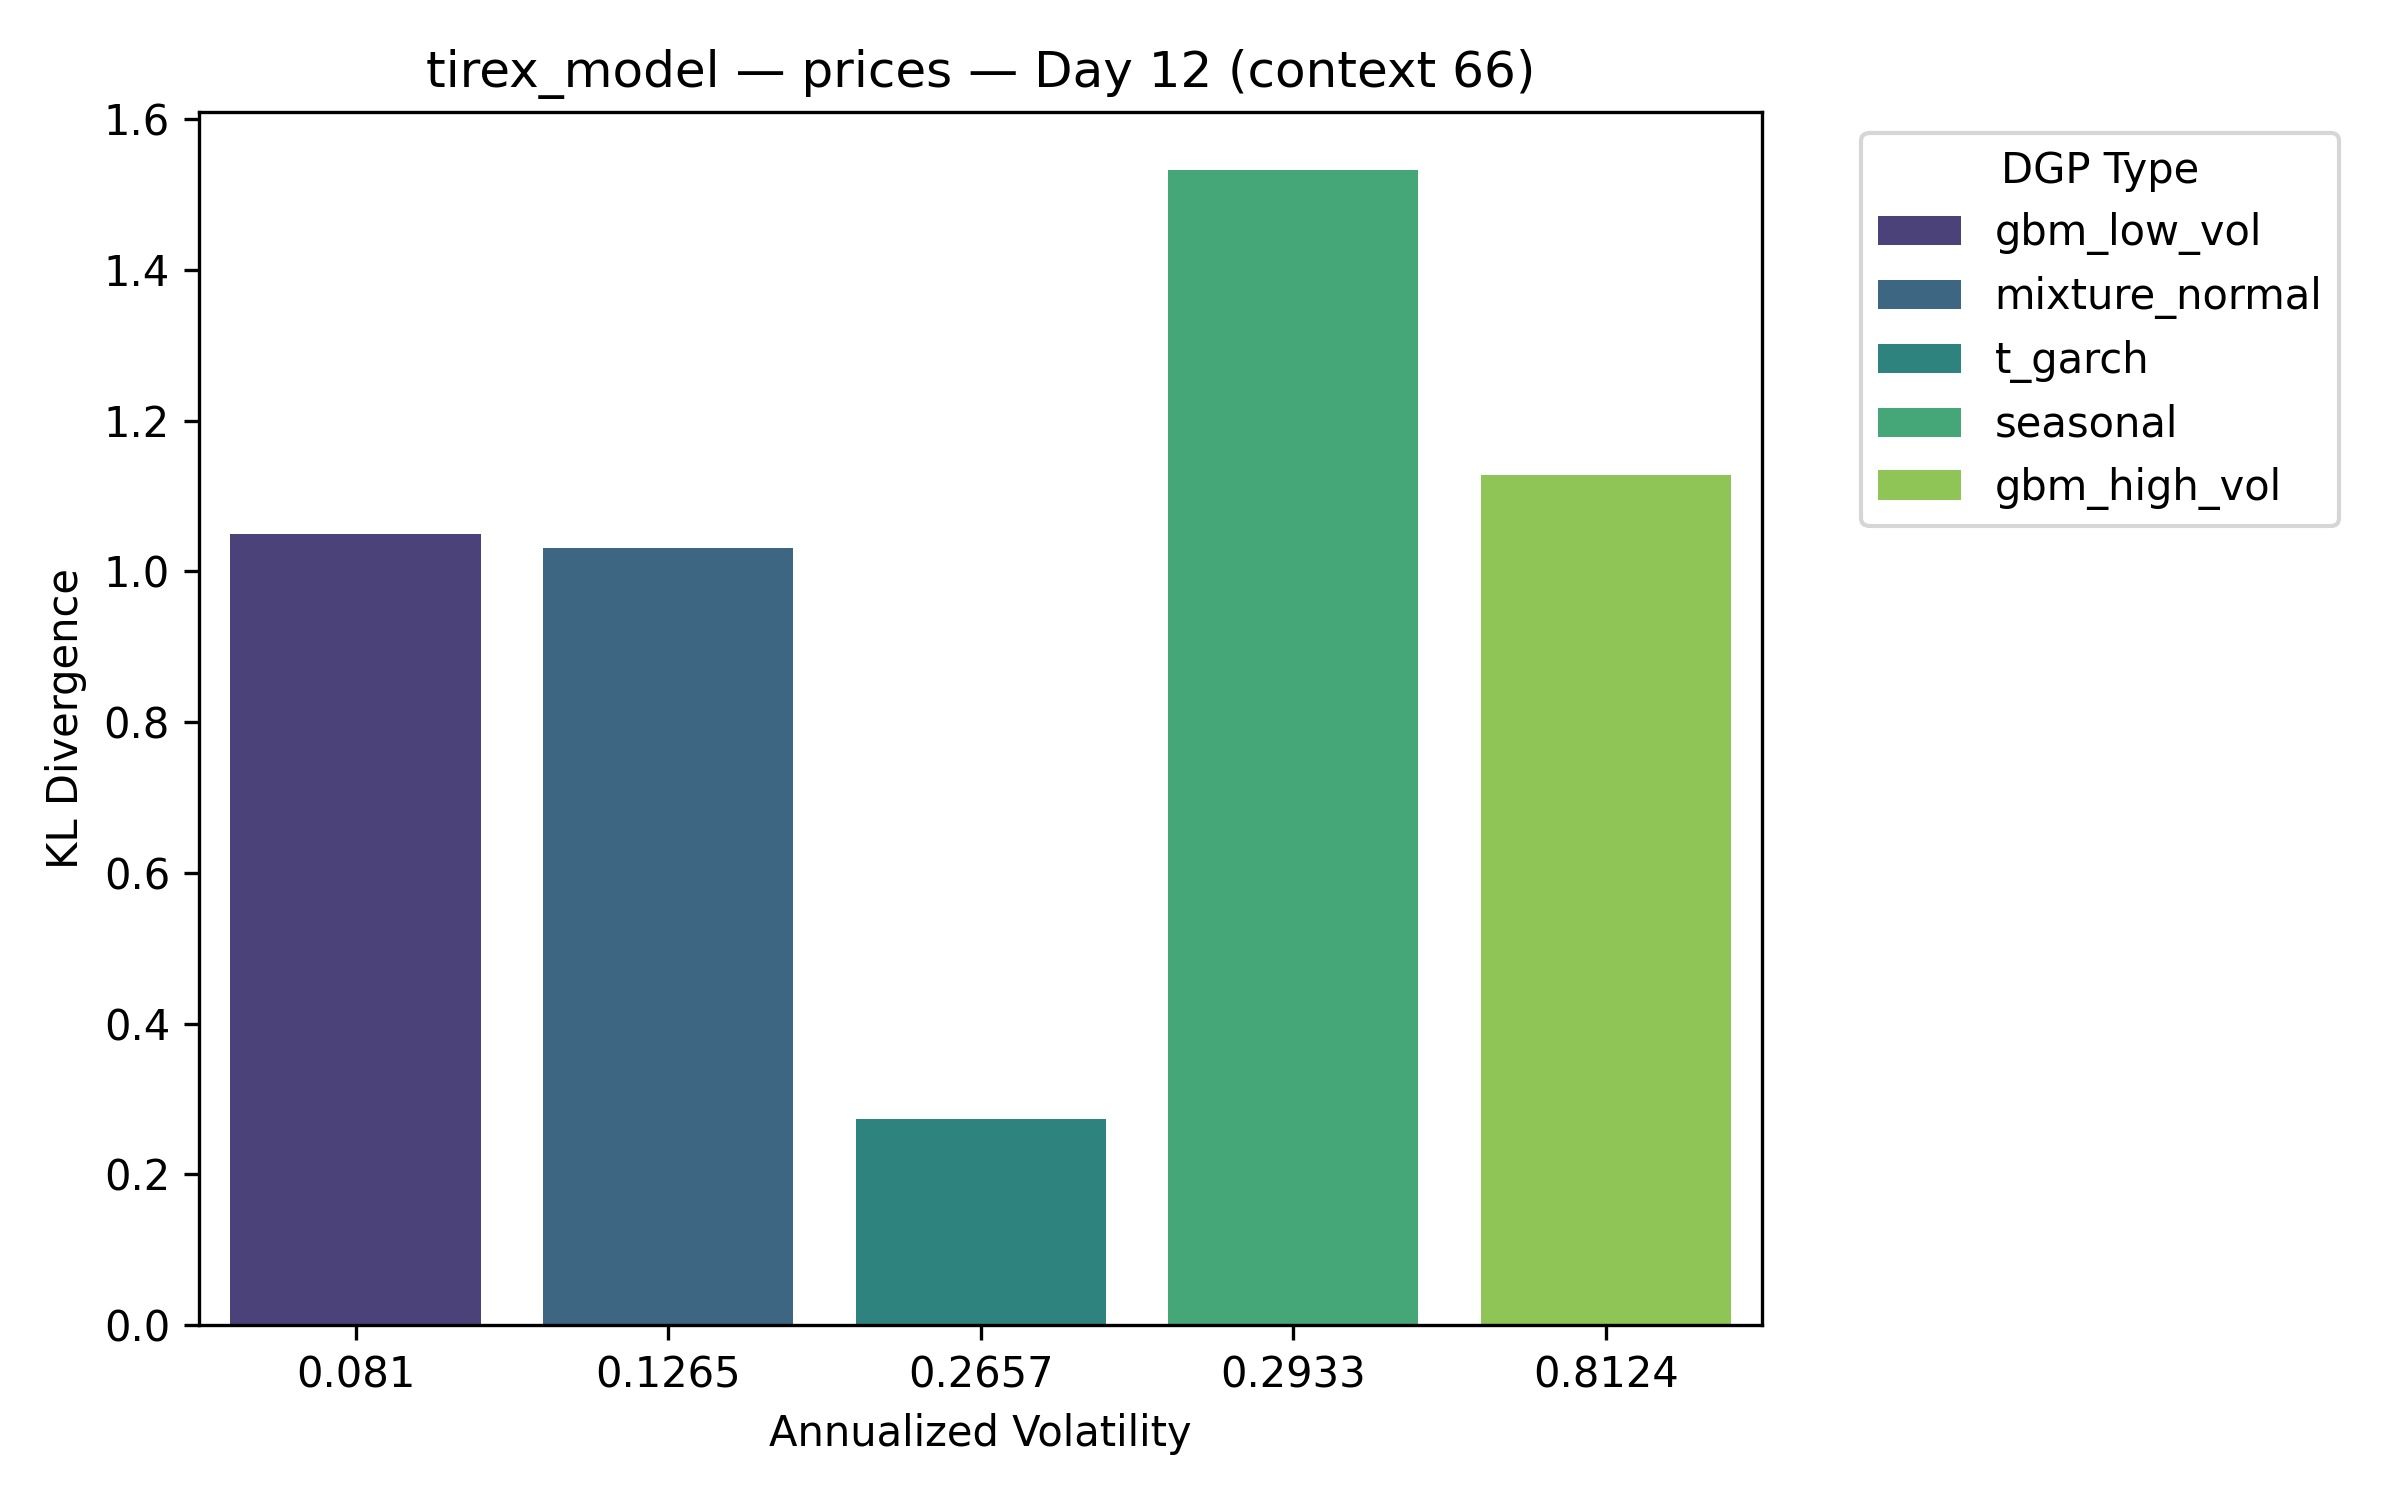 tirex_model — prices — Day 12 (context 66)
1.6
1.4
1.2
1.0
0.8
0.6
0.4
0.2
0.0
KL Divergence
0.081 0.1265 0.2657 0.2933 0.8124
Annualized Volatility
DGP Type
gbm_low_vol
mixture_normal
t_garch
seasonal
gbm_high_vol